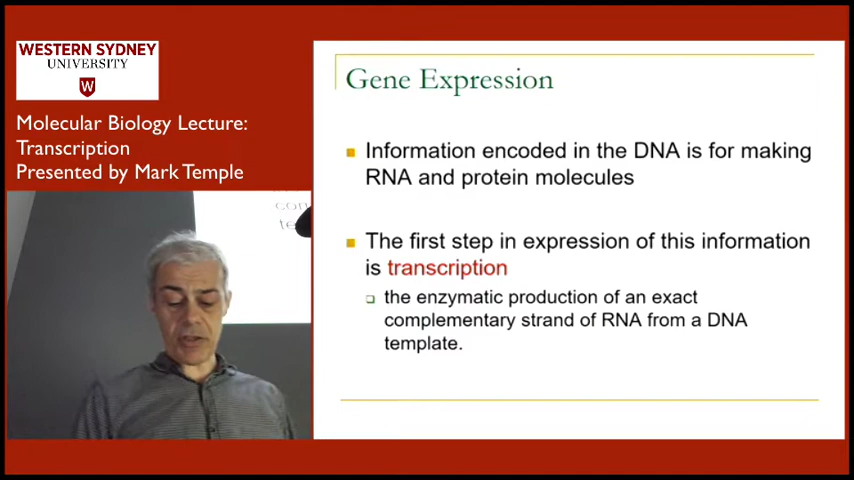 WESTERN SYDNEY
UNIVERSITY
W
Molecular Biology Lecture:
Transcription
Presented by Mark Temple
Gene Expression
Information encoded in the DNA is for making
RNA and protein molecules
The first step in expression of this information
is transcription
the enzymatic production of an exact
complementary strand of RNA from a DNA
template.